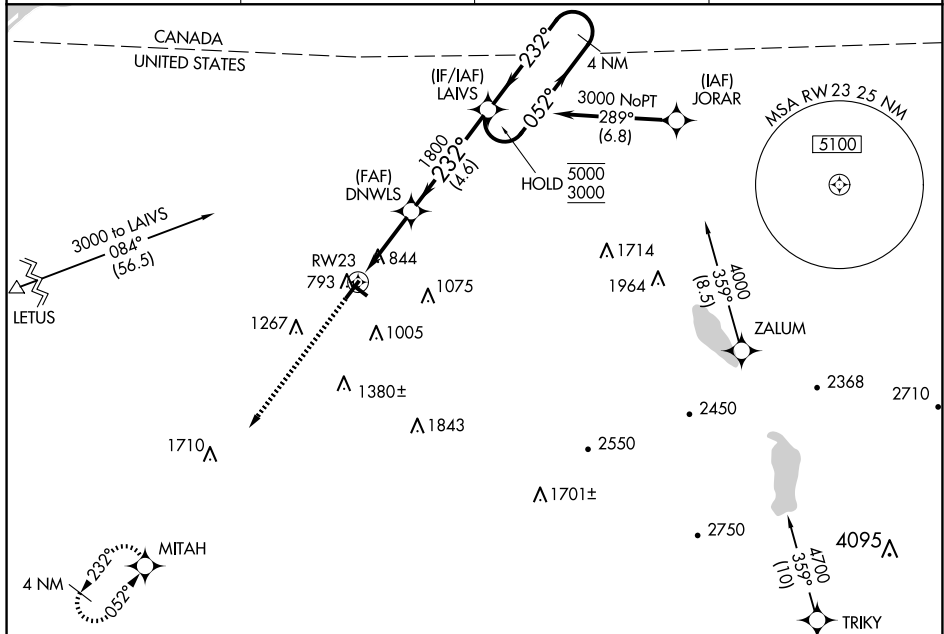 CANADA
UNITED STATES
232°
052°
4 NM
(IF/IAF)
LAIVS
3000 NoPT
289°
(6.8)
(IAF)
JORAR
MSA RW 23 25 NM
5100
HOLD
5000
3000
1800
232°
(4.6)
(FAF)
DNWLS
3000 to LAIVS
084°
(56.5)
LETUS
RW23
793
844
1075
1267
1005
1714
1964
4000
359°
(8.5)
ZALUM
1380±
1843
2368
2710
2450
2550
1710
1701±
2750
4095
MITAH
4 NM
232°
052°
4700
359°
(10)
TRIKY